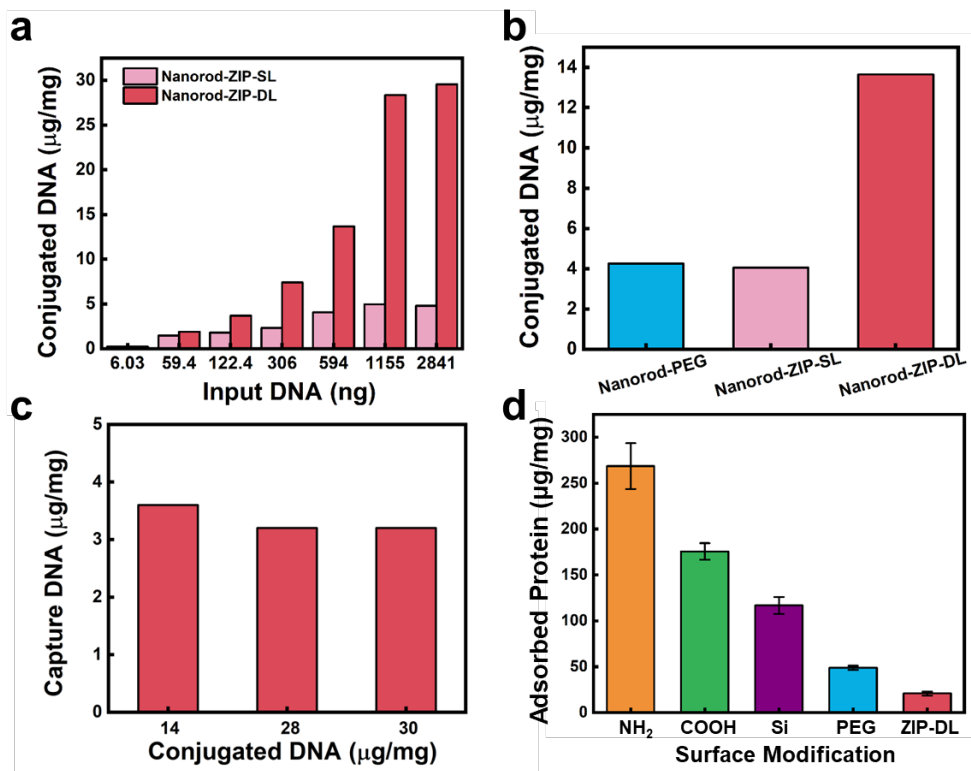 a
Conjugated DNA (µg/mg)
30
25
20
15
10
5
0
Nanorod-ZIP-SL
Nanorod-ZIP-DL
6.03 59.4 122.4 306 594 1155 2841
Input DNA (ng)
b
Conjugated DNA (µg/mg)
14
12
10
8
6
4
2
0
Nanorod-PEG Nanorod-ZIP-SL Nanorod-ZIP-DL
c
Capture DNA (µg/mg)
5
4
3
2
1
0
14 28 30
Conjugated DNA (µg/mg)
d
Adsorbed Protein (µg/mg)
300
250
200
150
100
50
0
NH₂ COOH Si PEG ZIP-DL
Surface Modification